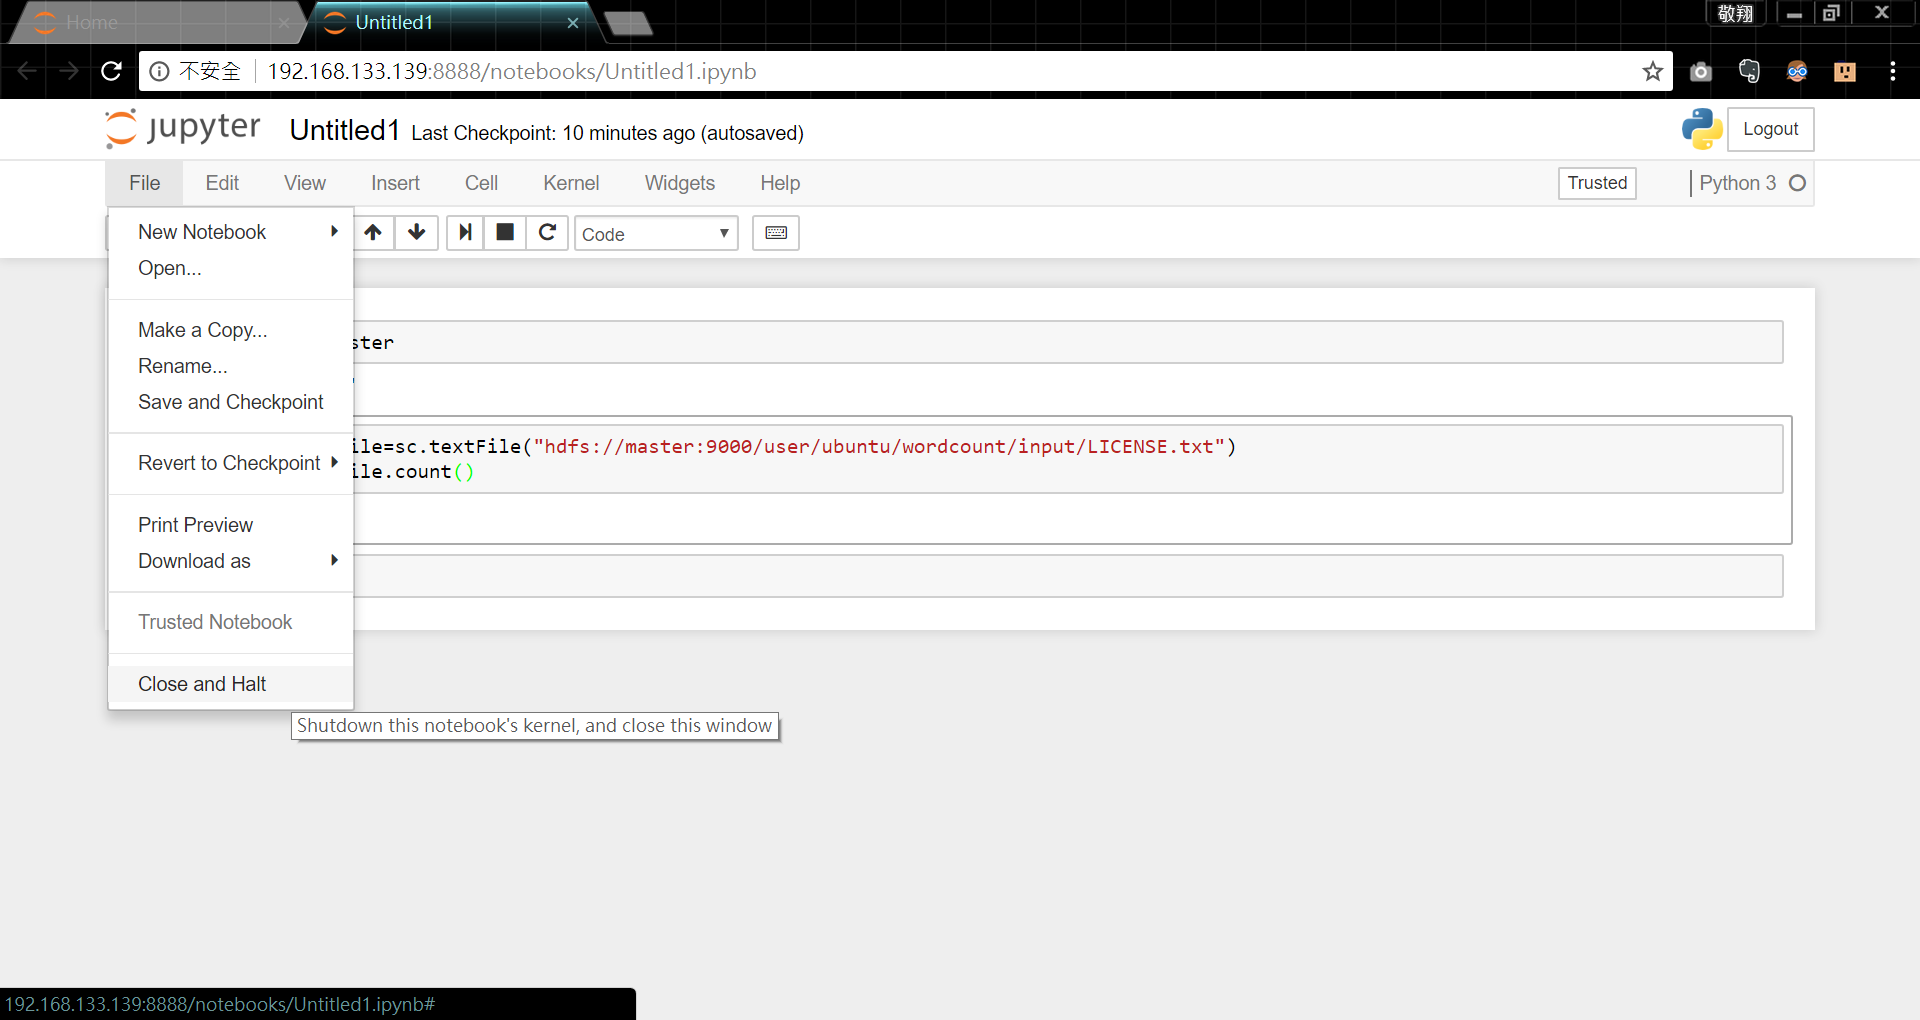 Home
Untitled1
敬翔
不安全 192.168.133.139:8888/notebooks/Untitled1.ipynb
jupyter Untitled1 Last Checkpoint: 10 minutes ago (autosaved)
Logout
File Edit View Insert Cell Kernel Widgets Help
Trusted
Python 3
New Notebook
Open...
Make a Copy...
Rename...
Save and Checkpoint
Revert to Checkpoint
Print Preview
Download as
Trusted Notebook
Close and Halt
Code
ster
ile=sc.textFile("hdfs://master:9000/user/ubuntu/wordcount/input/LICENSE.txt")
ile.count()
Shutdown this notebook's kernel, and close this window
192.168.133.139:8888/notebooks/Untitled1.ipynb#